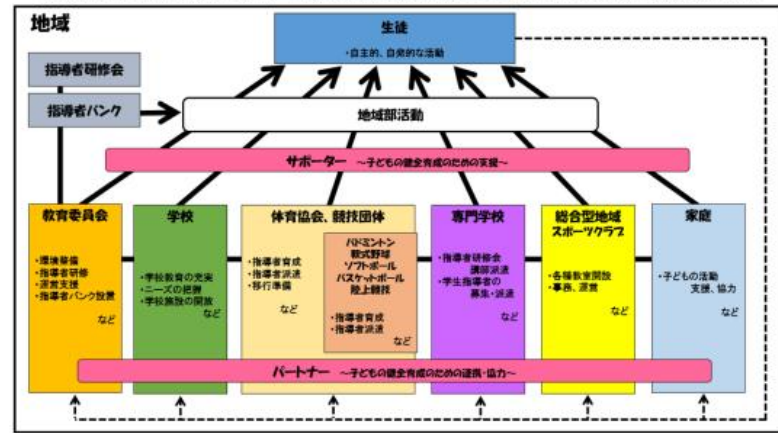 地域
生徒
・自主的、自発的な活動
指導者研修会
指導者バンク
地域部活動
サポーター ～子どもの健全育成のための支援～
教育委員会
・環境整備
・指導者研修
・運営支援
・指導者バンク設置
など
学校
・学校教育の充実
・ニーズの把握
・学校施設の開放
など
体育協会、競技団体
・指導者育成
・指導者派遣
・移行準備
など
バドミントン
軟式野球
ソフトボール
バスケットボール
陸上競技
・指導者育成
・指導者派遣
など
専門学校
・指導者研修会
講師派遣
・学生指導者の
募集・派遣
など
総合型地域
スポーツクラブ
・各種教室開設
・事務、運営
など
家庭
・子どもの活動
支援、協力
など
パートナー ～子どもの健全育成のための連携・協力～